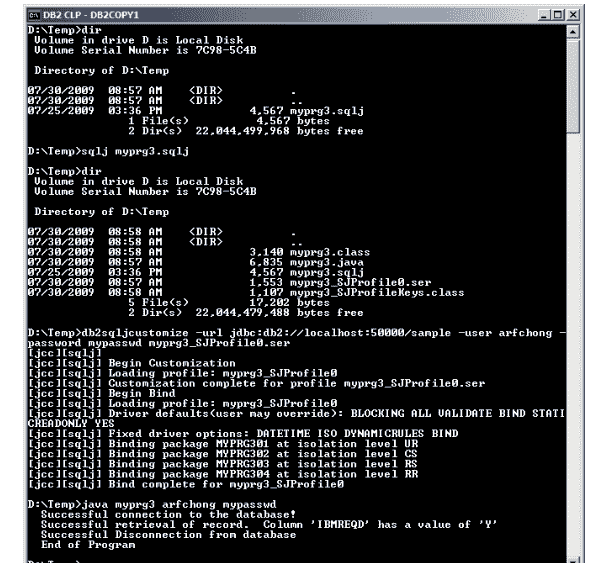 DB2 CLP - DB2COPY1
D:\Temp>dir
Volume in drive D is Local Disk
Volume Serial Number is 7C98-5C4B
Directory of D:\Temp
07/30/2009 08:57 AM <DIR> .
07/30/2009 08:57 AM <DIR> ..
07/25/2009 03:36 PM 4,567 myprg3.sqlj
1 File(s) 4,567 bytes
2 Dir(s) 22,044,499,968 bytes free
D:\Temp>sqlj myprg3.sqlj
D:\Temp>dir
Volume in drive D is Local Disk
Volume Serial Number is 7C98-5C4B
Directory of D:\Temp
07/30/2009 08:58 AM <DIR> .
07/30/2009 08:58 AM <DIR> ..
07/30/2009 08:58 AM 3,140 myprg3.class
07/30/2009 08:57 AM 6,835 myprg3.java
07/25/2009 03:36 PM 4,567 myprg3.sqlj
07/30/2009 08:57 AM 1,553 myprg3_SJProfile0.ser
07/30/2009 08:58 AM 1,107 myprg3_SJProfileKeys.class
5 File(s) 17,202 bytes
2 Dir(s) 22,044,479,488 bytes free
D:\Temp>db2sqljcustomize -url jdbc:db2://localhost:50000/sample -user arfchong -
password mypasswd myprg3_SJProfile0.ser
[jcc][sqlj]
[jcc][sqlj] Begin Customization
[jcc][sqlj] Loading profile: myprg3_SJProfile0
[jcc][sqlj] Customization complete for profile myprg3_SJProfile0.ser
[jcc][sqlj] Begin Bind
[jcc][sqlj] Loading profile: myprg3_SJProfile0
[jcc][sqlj] Driver defaults(user may override): BLOCKING ALL VALIDATE BIND STATI
CREADONLY YES
[jcc][sqlj] Fixed driver options: DATETIME ISO DYNAMICRULES BIND
[jcc][sqlj] Binding package MYPRG301 at isolation level UR
[jcc][sqlj] Binding package MYPRG302 at isolation level CS
[jcc][sqlj] Binding package MYPRG303 at isolation level RS
[jcc][sqlj] Binding package MYPRG304 at isolation level RR
[jcc][sqlj] Bind complete for myprg3_SJProfile0
D:\Temp>java myprg3 arfchong mypasswd
Successful connection to the database!
Successful retrieval of record. Column 'IBMREQD' has a value of 'Y'
Successful Disconnection from database
End of Program